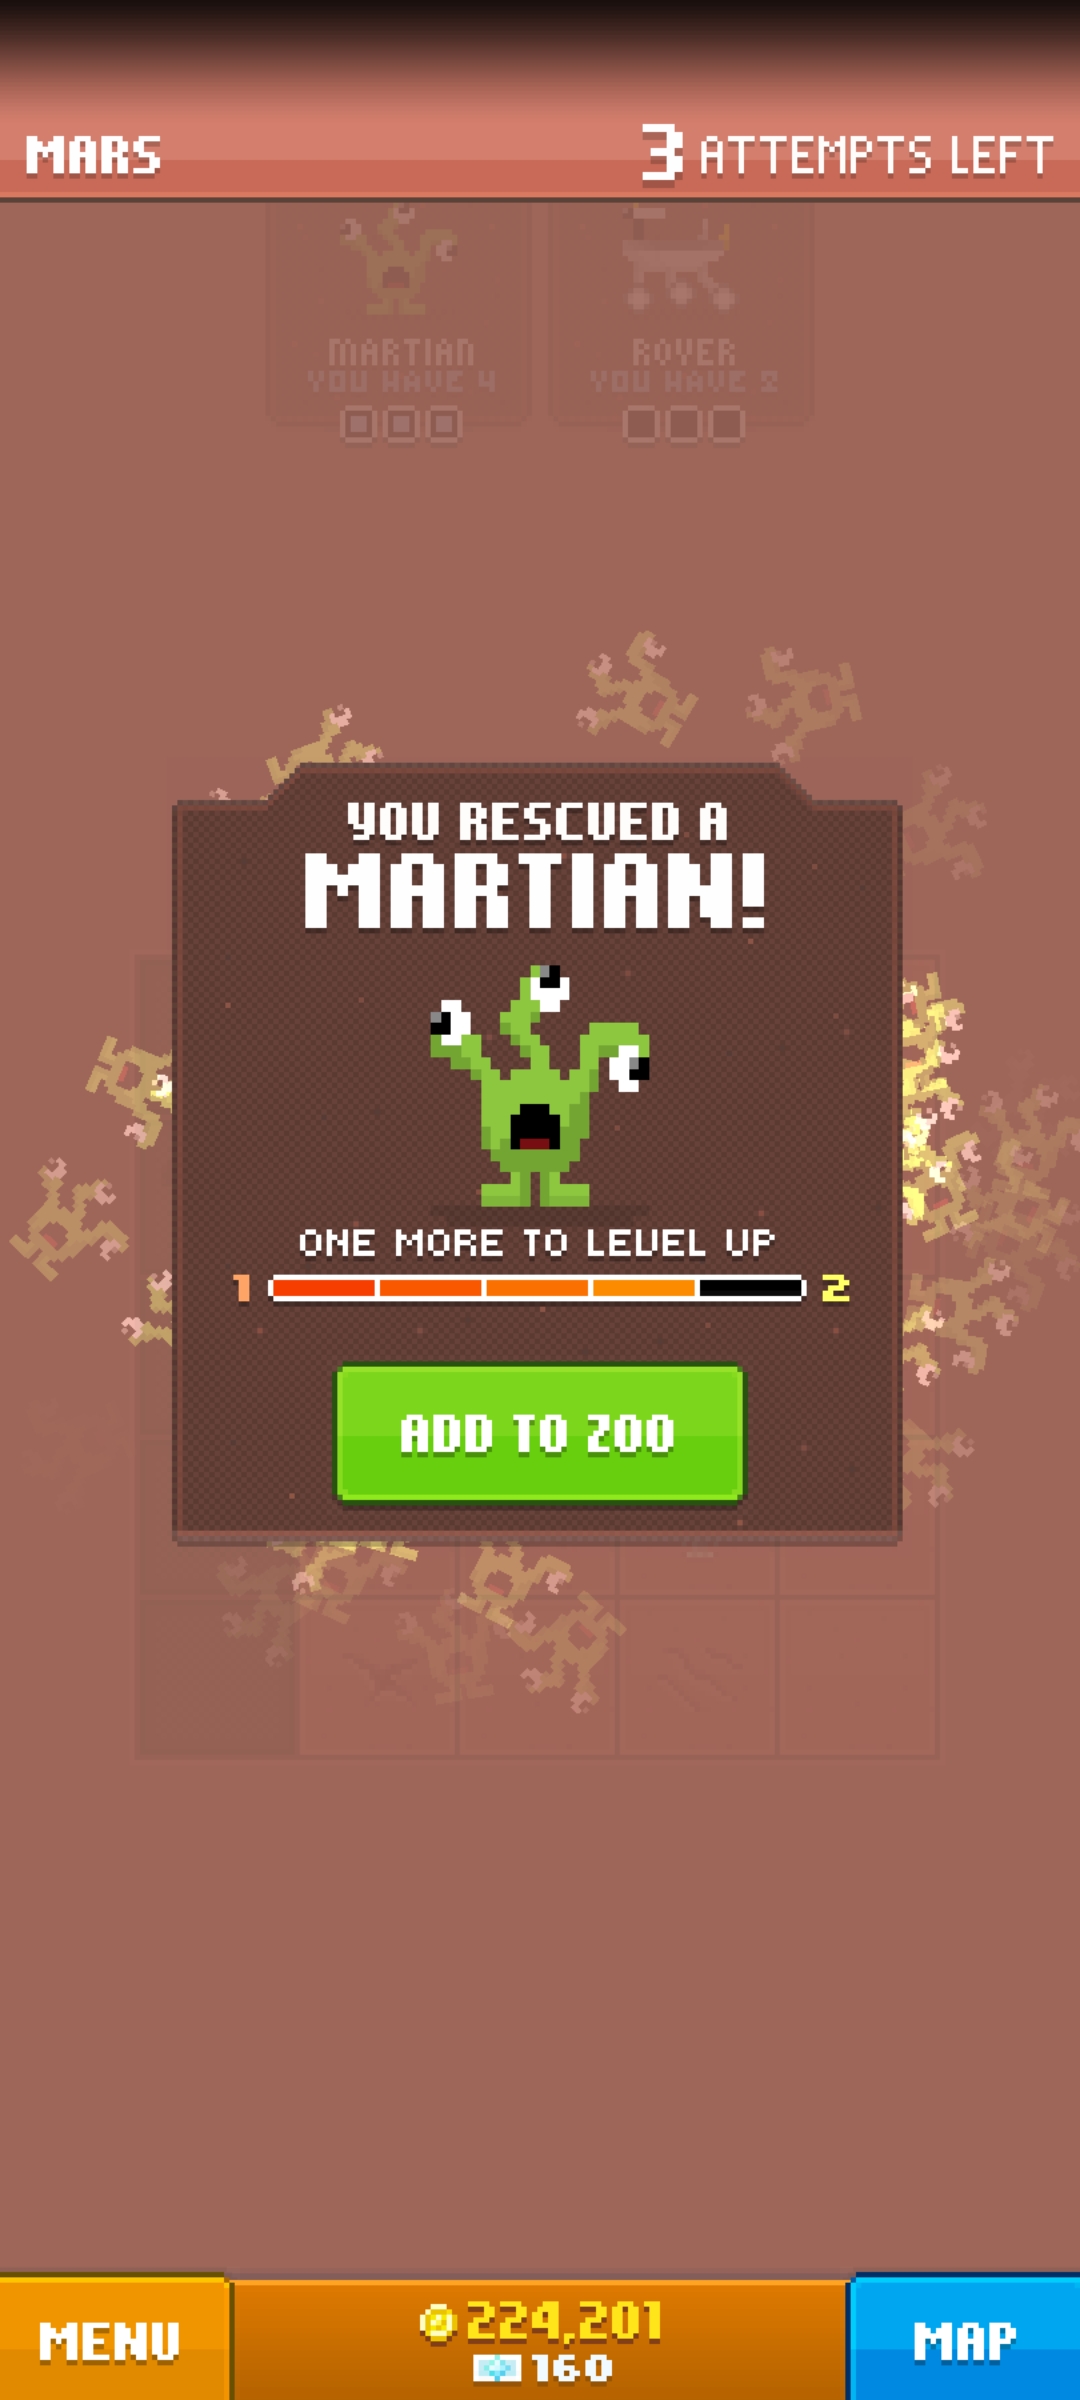 MARS
3 ATTEMPTS LEFT
MARTIAN
YOU HAVE 4
ROVER
YOU HAVE 2
YOU RESCUED A
MARTIAN!
ONE MORE TO LEVEL UP
1
2
ADD TO ZOO
MENU
224,201
160
MAP